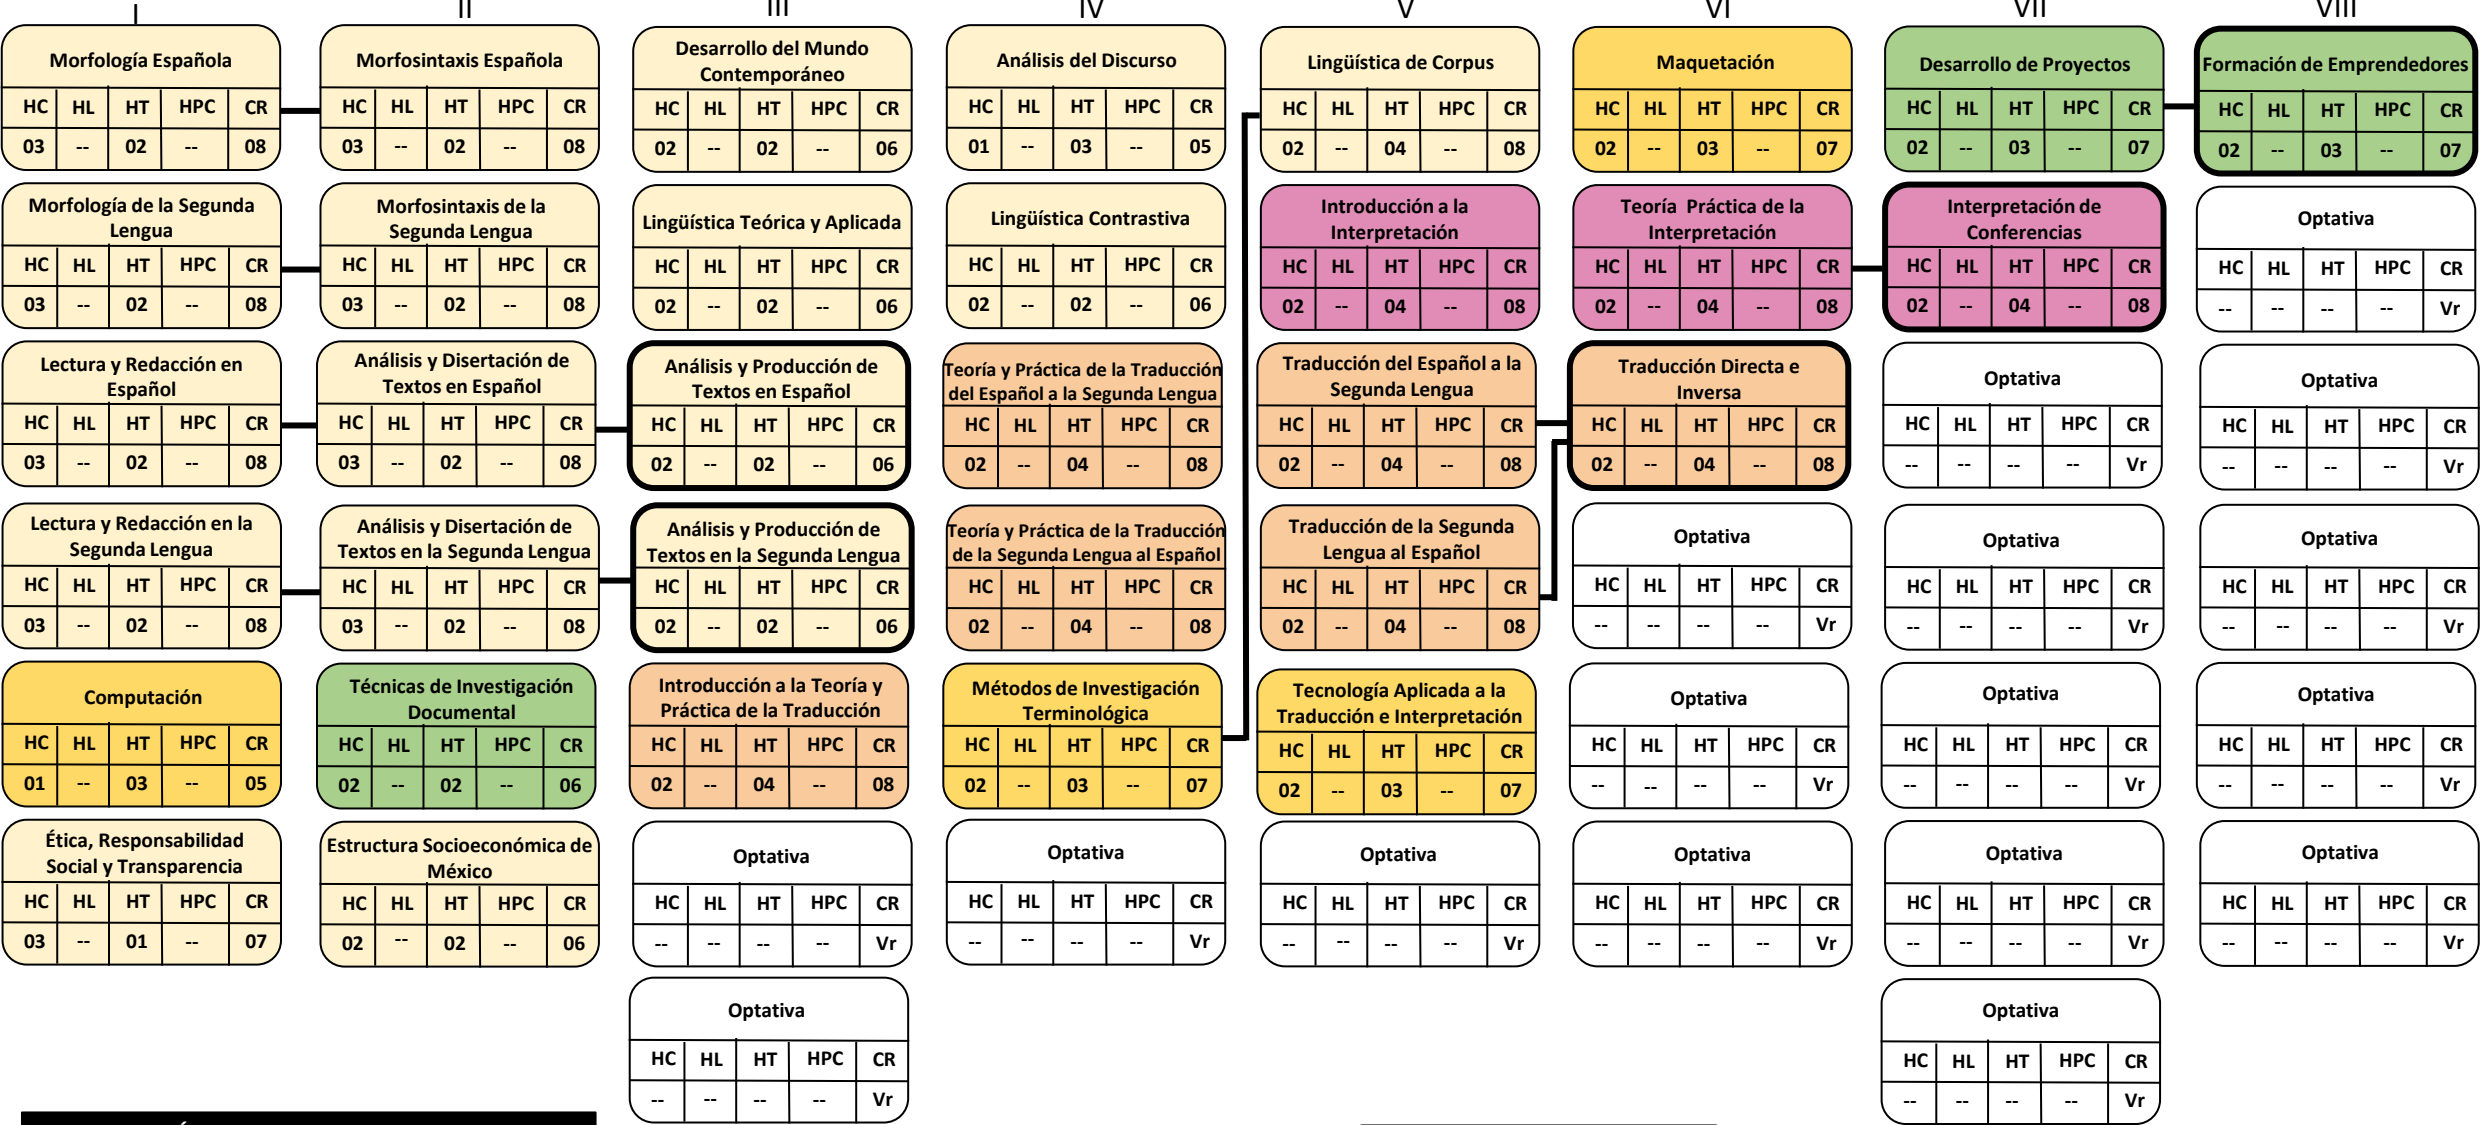 I
II
III
IV
V
VI
VII
VIII
Morfología Española
HC HL HT HPC CR
03 -- 02 -- 08
Morfosintaxis Española
HC HL HT HPC CR
03 -- 02 -- 08
Desarrollo del Mundo
Contemporáneo
HC HL HT HPC CR
02 -- 02 -- 06
Análisis del Discurso
HC HL HT HPC CR
01 -- 03 -- 05
Lingüística de Corpus
HC HL HT HPC CR
02 -- 04 -- 08
Maquetación
HC HL HT HPC CR
02 -- 03 -- 07
Desarrollo de Proyectos
HC HL HT HPC CR
02 -- 03 -- 07
Formación de Emprendedores
HC HL HT HPC CR
02 -- 03 -- 07
Morfología de la Segunda
Lengua
HC HL HT HPC CR
03 -- 02 -- 08
Morfosintaxis de la
Segunda Lengua
HC HL HT HPC CR
03 -- 02 -- 08
Lingüística Teórica y Aplicada
HC HL HT HPC CR
02 -- 02 -- 06
Lingüística Contrastiva
HC HL HT HPC CR
02 -- 02 -- 06
Introducción a la
Interpretación
HC HL HT HPC CR
02 -- 04 -- 08
Teoría Práctica de la
Interpretación
HC HL HT HPC CR
02 -- 04 -- 08
Interpretación de
Conferencias
HC HL HT HPC CR
02 -- 04 -- 08
Optativa
HC HL HT HPC CR
-- -- -- -- Vr
Lectura y Redacción en
Español
HC HL HT HPC CR
03 -- 02 -- 08
Análisis y Disertación de
Textos en Español
HC HL HT HPC CR
03 -- 02 -- 08
Análisis y Producción de
Textos en Español
HC HL HT HPC CR
02 -- 02 -- 06
Teoría y Práctica de la Traducción
del Español a la Segunda Lengua
HC HL HT HPC CR
02 -- 04 -- 08
Traducción del Español a la
Segunda Lengua
HC HL HT HPC CR
02 -- 04 -- 08
Traducción Directa e
Inversa
HC HL HT HPC CR
02 -- 04 -- 08
Optativa
HC HL HT HPC CR
-- -- -- -- Vr
Optativa
HC HL HT HPC CR
-- -- -- -- Vr
Lectura y Redacción en la
Segunda Lengua
HC HL HT HPC CR
03 -- 02 -- 08
Análisis y Disertación de
Textos en la Segunda Lengua
HC HL HT HPC CR
03 -- 02 -- 08
Análisis y Producción de
Textos en la Segunda Lengua
HC HL HT HPC CR
02 -- 02 -- 06
Teoría y Práctica de la Traducción
de la Segunda Lengua al Español
HC HL HT HPC CR
02 -- 04 -- 08
Traducción de la Segunda
Lengua al Español
HC HL HT HPC CR
02 -- 04 -- 08
Optativa
HC HL HT HPC CR
-- -- -- -- Vr
Optativa
HC HL HT HPC CR
-- -- -- -- Vr
Optativa
HC HL HT HPC CR
-- -- -- -- Vr
Computación
HC HL HT HPC CR
01 -- 03 -- 05
Técnicas de Investigación
Documental
HC HL HT HPC CR
02 -- 02 -- 06
Introducción a la Teoría y
Práctica de la Traducción
HC HL HT HPC CR
02 -- 04 -- 08
Métodos de Investigación
Terminológica
HC HL HT HPC CR
02 -- 03 -- 07
Tecnología Aplicada a la
Traducción e Interpretación
HC HL HT HPC CR
02 -- 03 -- 07
Optativa
HC HL HT HPC CR
-- -- -- -- Vr
Optativa
HC HL HT HPC CR
-- -- -- -- Vr
Optativa
HC HL HT HPC CR
-- -- -- -- Vr
Ética, Responsabilidad
Social y Transparencia
HC HL HT HPC CR
03 -- 01 -- 07
Estructura Socioeconómica de
México
HC HL HT HPC CR
02 -- 02 -- 06
Optativa
HC HL HT HPC CR
-- -- -- -- Vr
Optativa
HC HL HT HPC CR
-- -- -- -- Vr
Optativa
HC HL HT HPC CR
-- -- -- -- Vr
Optativa
HC HL HT HPC CR
-- -- -- -- Vr
Optativa
HC HL HT HPC CR
-- -- -- -- Vr
Optativa
HC HL HT HPC CR
-- -- -- -- Vr
Optativa
HC HL HT HPC CR
-- -- -- -- Vr
Optativa
HC HL HT HPC CR
-- -- -- -- Vr